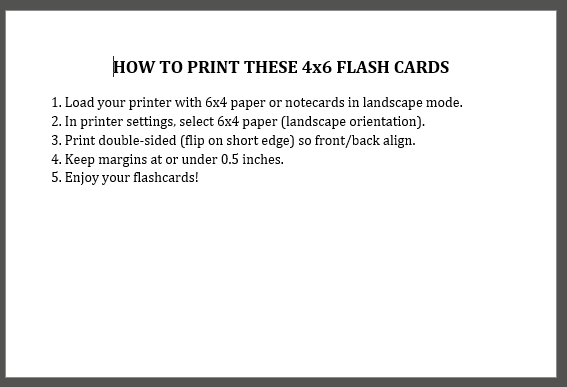 HOW TO PRINT THESE 4x6 FLASH CARDS
1. Load your printer with 6x4 paper or notecards in landscape mode.
2. In printer settings, select 6x4 paper (landscape orientation).
3. Print double-sided (flip on short edge) so front/back align.
4. Keep margins at or under 0.5 inches.
5. Enjoy your flashcards!